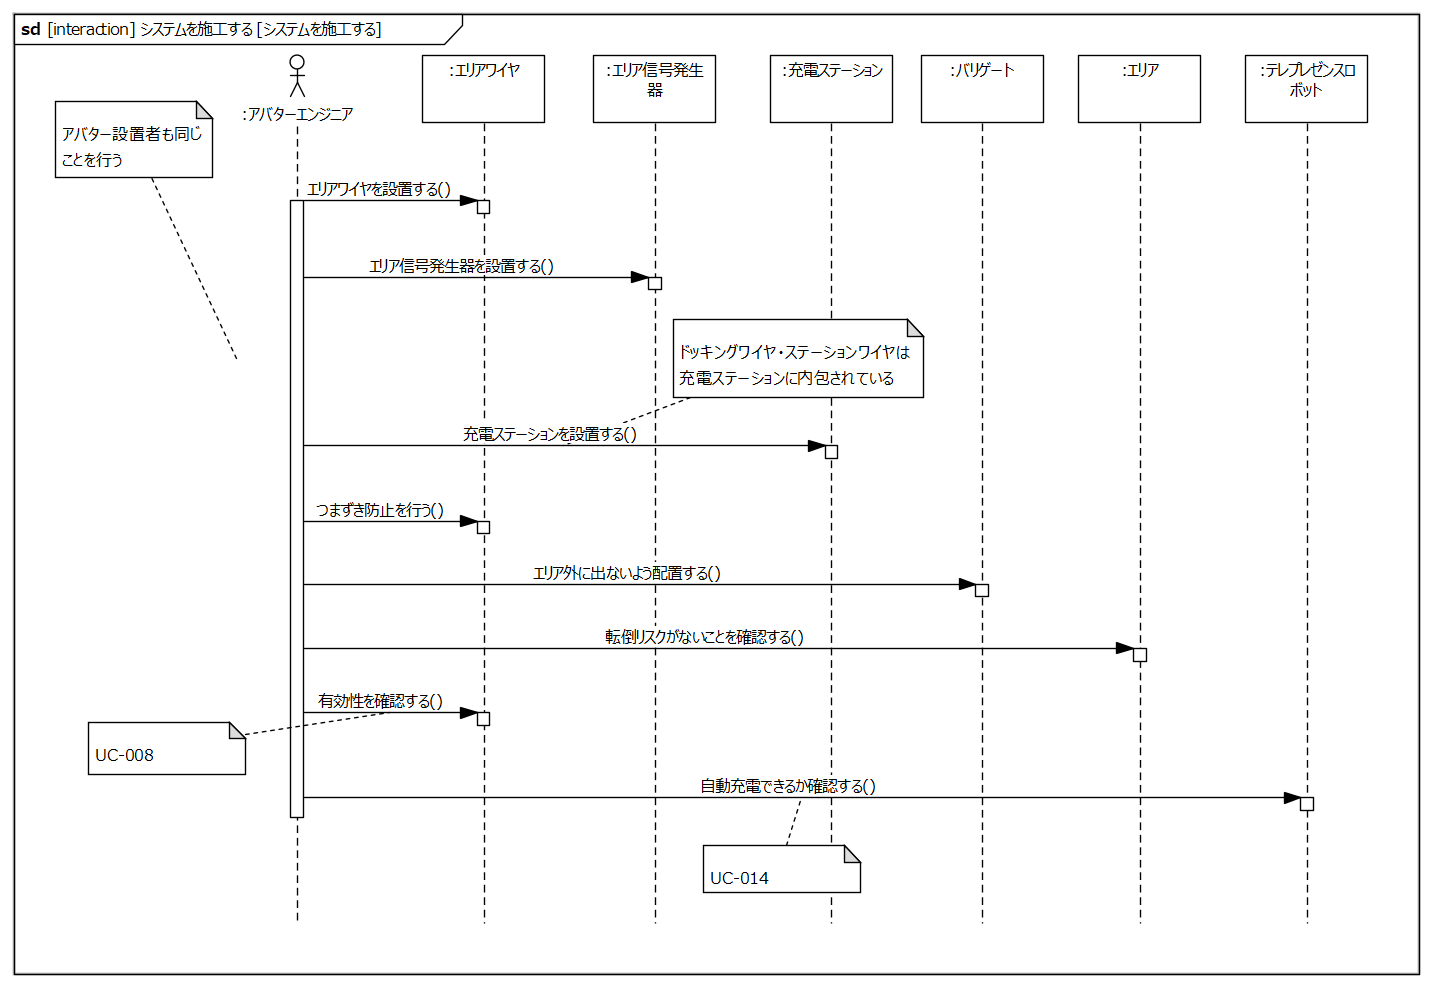 sd [interaction] システムを施工する [システムを施工する]
:アバターエンジニア
:エリアワイヤ
:エリア信号発生
器
:充電ステーション
:バリゲート
:エリア
:テレプレゼンスロ
ボット
アバター設置者も同じ
ことを行う
エリアワイヤを設置する()
エリア信号発生器を設置する()
ドッキングワイヤ・ステーションワイヤは
充電ステーションに内包されている
充電ステーションを設置する()
つまずき防止を行う()
エリア外に出ないよう配置する()
転倒リスクがないことを確認する()
有効性を確認する()
UC-008
自動充電できるか確認する()
UC-014